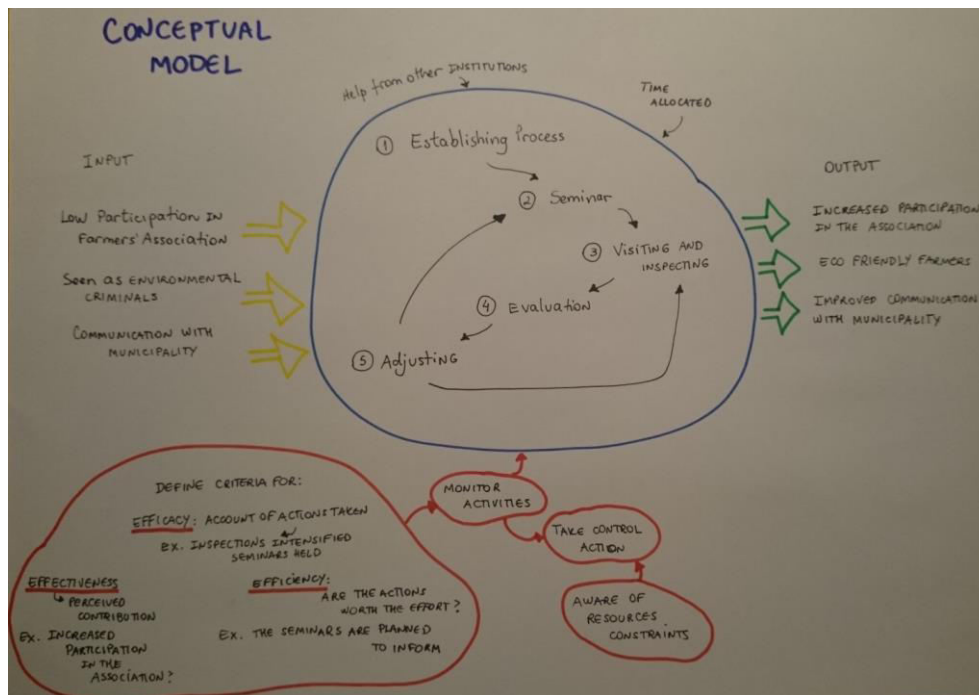 CONCEPTUAL
MODEL
Help from other INSTITUTIONS
TIME
ALLOCATED
INPUT
Low Participation IN
Farmers' Association
Seen as ENVIRONMENTAL
CRIMINALS
COMMUNICATION WITH
MUNICIPALITY
① Establishing Process
② Seminar
③ VISITING AND
INSPECTING
④ Evaluation
⑤ Adjusting
OUTPUT
INCREASED PARTICIPATION
IN THE ASSOCIATION
ECO FRIENDLY FARMERS
IMPROVED COMMUNICATION
WITH MUNICIPALITY
DEFINE CRITERIA FOR:
EFFICACY: ACCOUNT OF ACTIONS TAKEN
EX. INSPECTIONS INTENSIFIED
SEMINARS HELD
EFFECTIVENESS
PERCEIVED
CONTRIBUTION
EX. INCREASED
PARTICIPATION
IN THE
ASSOCIATION?
EFFICIENCY:
ARE THE ACTIONS
WORTH THE EFFORT?
EX. THE SEMINARS ARE PLANNED
TO INFORM
MONITOR
ACTIVITIES
TAKE CONTROL
ACTION
AWARE OF
RESOURCES
CONSTRAINTS